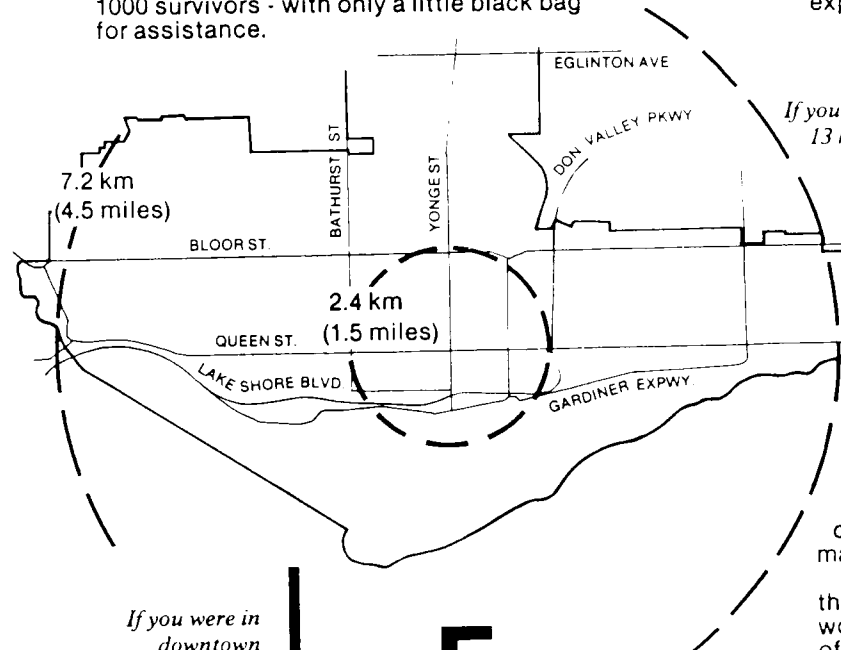 1000 survivors - with only a little black bag
for assistance.
EGLINTON AVE
If you
13
DON VALLEY PKWY
BATHURST ST
YONGE ST
7.2 km
(4.5 miles)
BLOOR ST.
2.4 km
(1.5 miles)
QUEEN ST.
LAKE SHORE BLVD.
GARDINER EXPWY.
If you were in
downtown